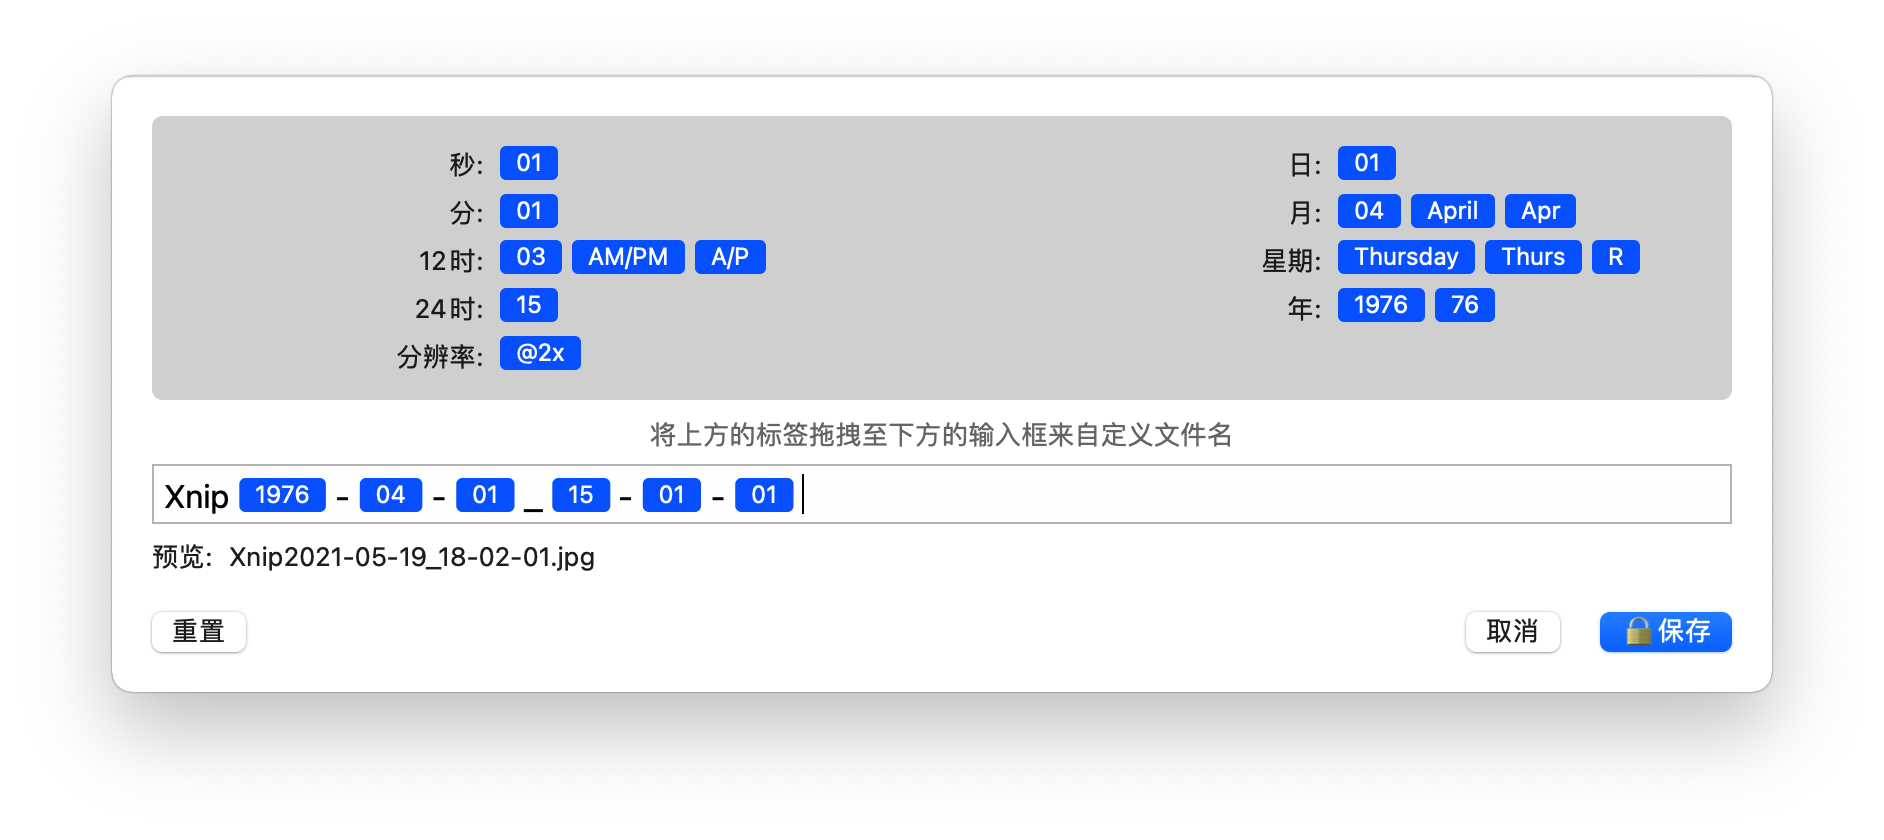 秒: 01
分: 01
12时: 03 AM/PM A/P
24时: 15
分辨率: @2x
日: 01
月: 04 April Apr
星期: Thursday Thurs R
年: 1976 76
将上方的标签拖拽至下方的输入框来自定义文件名
Xnip 1976 - 04 - 01 _ 15 - 01 - 01
预览: Xnip2021-05-19_18-02-01.jpg
重置 取消 🔒保存